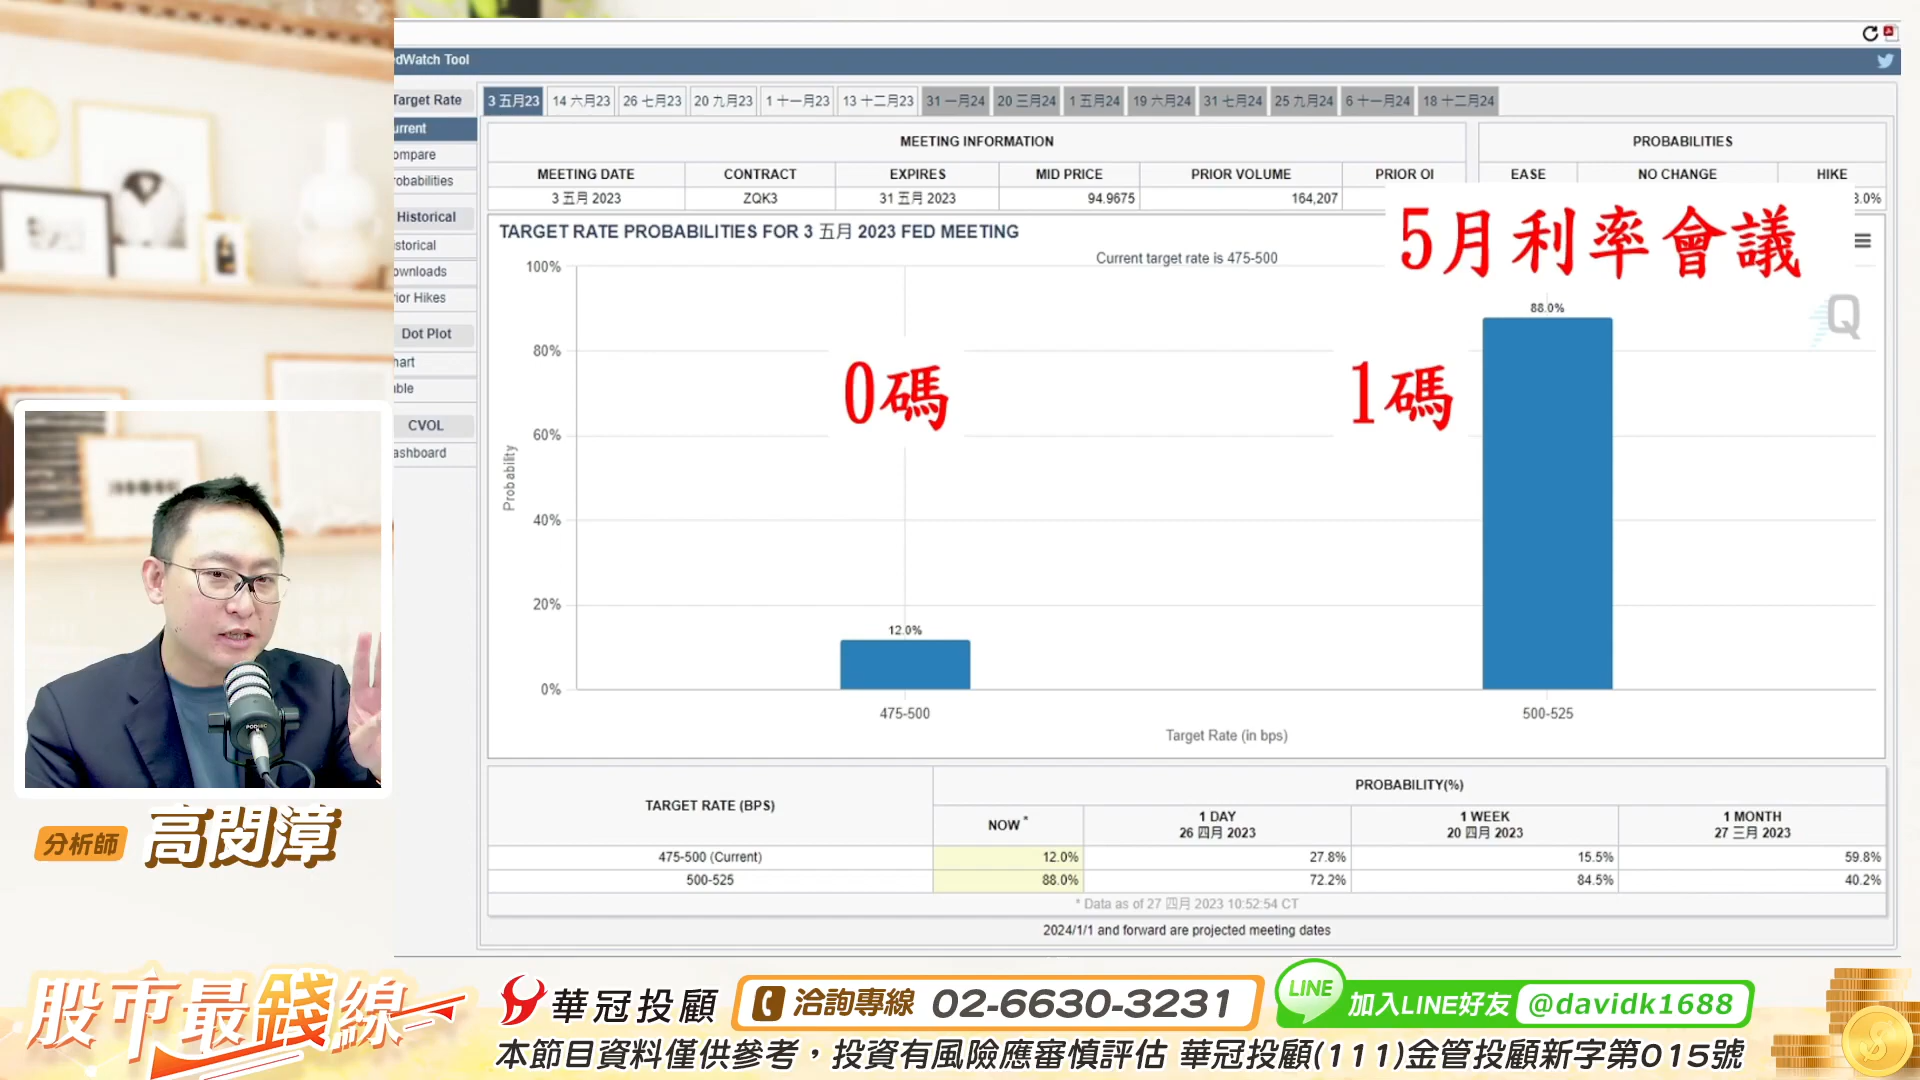 edWatch Tool
Target Rate
urrent
ompare
robabilities
Historical
storical
ownloads
ior Hikes
Dot Plot
hart
ble
CVOL
ashboard
3 五月23 14 六月23 26 七月23 20 九月23 1 十一月23 13 十二月23 31 一月24 20 三月24 1 五月24 19 六月24 31 七月24 25 九月24 6 十一月24 18 十二月24
MEETING INFORMATION
MEETING DATE CONTRACT EXPIRES MID PRICE PRIOR VOLUME PRIOR OI
3 五月 2023 ZQK3 31 五月 2023 94.9675 164,207
PROBABILITIES
EASE NO CHANGE HIKE
3.0%
TARGET RATE PROBABILITIES FOR 3 五月 2023 FED MEETING
Current target rate is 475-500
5月利率會議
Q
100%
80%
60%
40%
20%
0%
Probability
0碼
1碼
12.0%
88.0%
475-500
500-525
Target Rate (in bps)
TARGET RATE (BPS) PROBABILITY(%)
NOW * 1 DAY 1 WEEK 1 MONTH
26 四月 2023 20 四月 2023 27 三月 2023
475-500 (Current) 12.0% 27.8% 15.5% 59.8%
500-525 88.0% 72.2% 84.5% 40.2%
* Data as of 27 四月 2023 10:52:54 CT
2024/1/1 and forward are projected meeting dates
分析師 高閔漳
股市最錢線
華冠投顧 洽詢專線 02-6630-3231
LINE 加入LINE好友 @davidk1688
本節目資料僅供參考，投資有風險應審慎評估 華冠投顧(111)金管投顧新字第015號